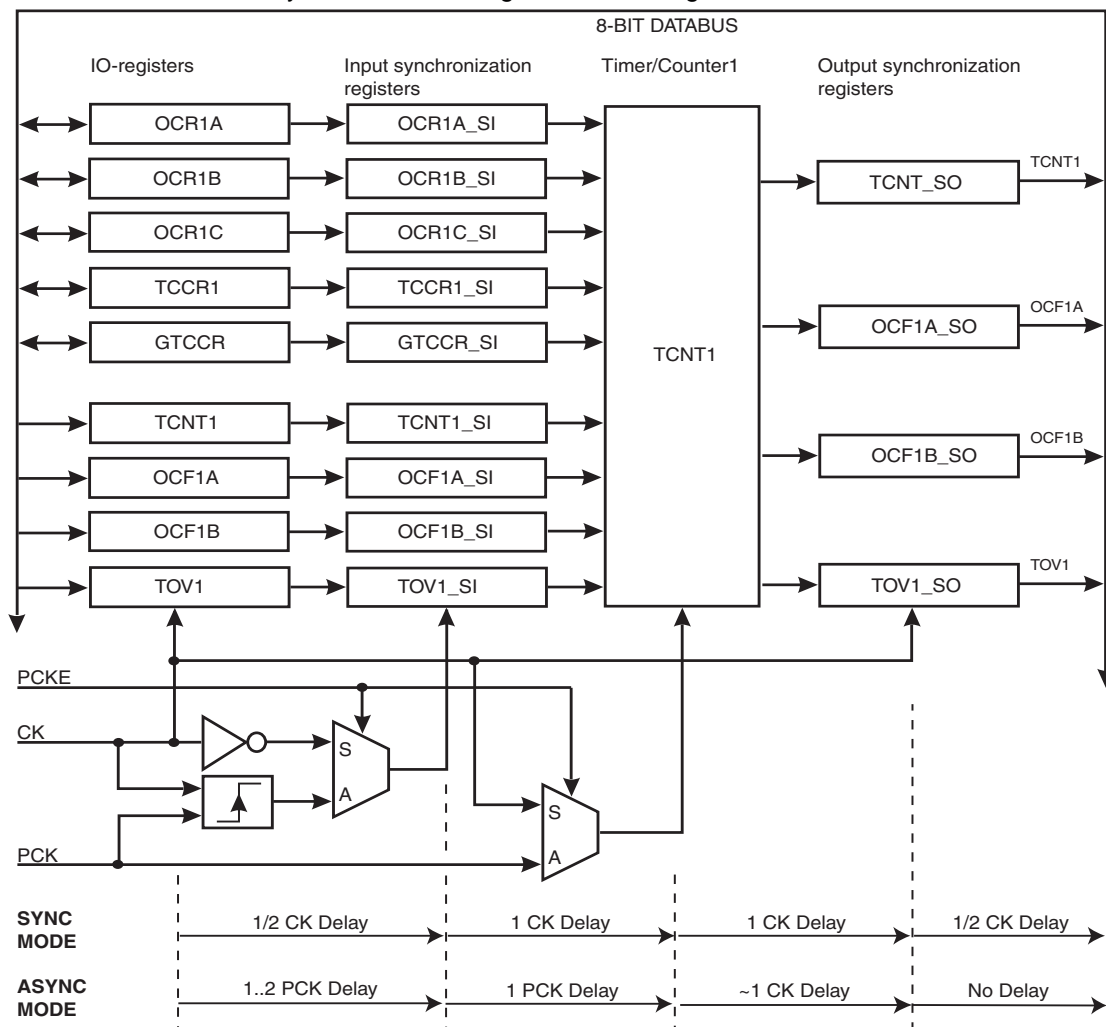 8-BIT DATABUS
IO-registers
Input synchronization
registers
Timer/Counter1
Output synchronization
registers
OCR1A
OCR1A_SI
OCR1B
OCR1B_SI
OCR1C
OCR1C_SI
TCCR1
TCCR1_SI
GTCCR
GTCCR_SI
TCNT1
TCNT1_SI
OCF1A
OCF1A_SI
OCF1B
OCF1B_SI
TOV1
TOV1_SI
TCNT1
TCNT_SO
TCNT1
OCF1A_SO
OCF1A
OCF1B_SO
OCF1B
TOV1_SO
TOV1
PCKE
CK
S
A
S
A
PCK
SYNC
MODE
1/2 CK Delay
1 CK Delay
1 CK Delay
1/2 CK Delay
ASYNC
MODE
1..2 PCK Delay
1 PCK Delay
~1 CK Delay
No Delay